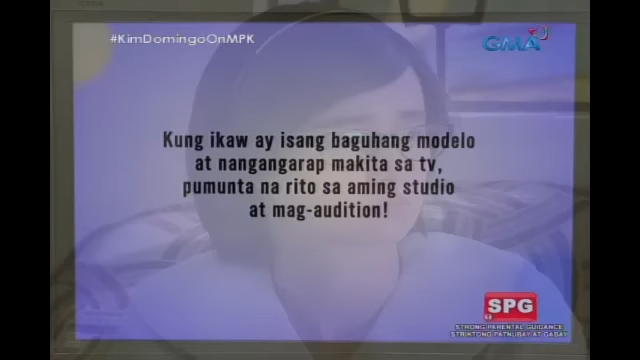 #KimDomingoOnMPK
GMA
Kung ikaw ay isang baguhang modelo
at nangangarap makita sa tv,
pumunta na rito sa aming studio
at mag-audition!
SPG
STRONG PARENTAL GUIDANCE
STRIKTONG PATNUBAY AT GABAY